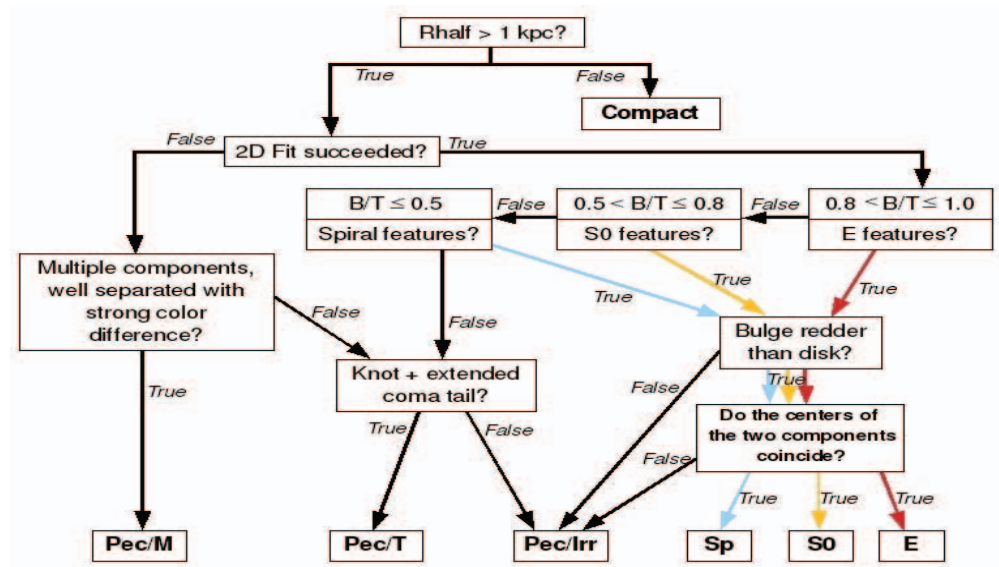 Rhalf > 1 kpc?
True
False
Compact
False
2D Fit succeeded?
True
B/T ≤ 0.5
False
0.5 < B/T ≤ 0.8
False
0.8 < B/T ≤ 1.0
Spiral features?
S0 features?
E features?
Multiple components,
well separated with
strong color
difference?
True
True
True
False
False
Bulge redder
than disk?
Knot + extended
coma tail?
False
True
True
Do the centers of
the two components
coincide?
True
False
False
True
True
True
Pec/M
Pec/T
Pec/Irr
Sp
S0
E